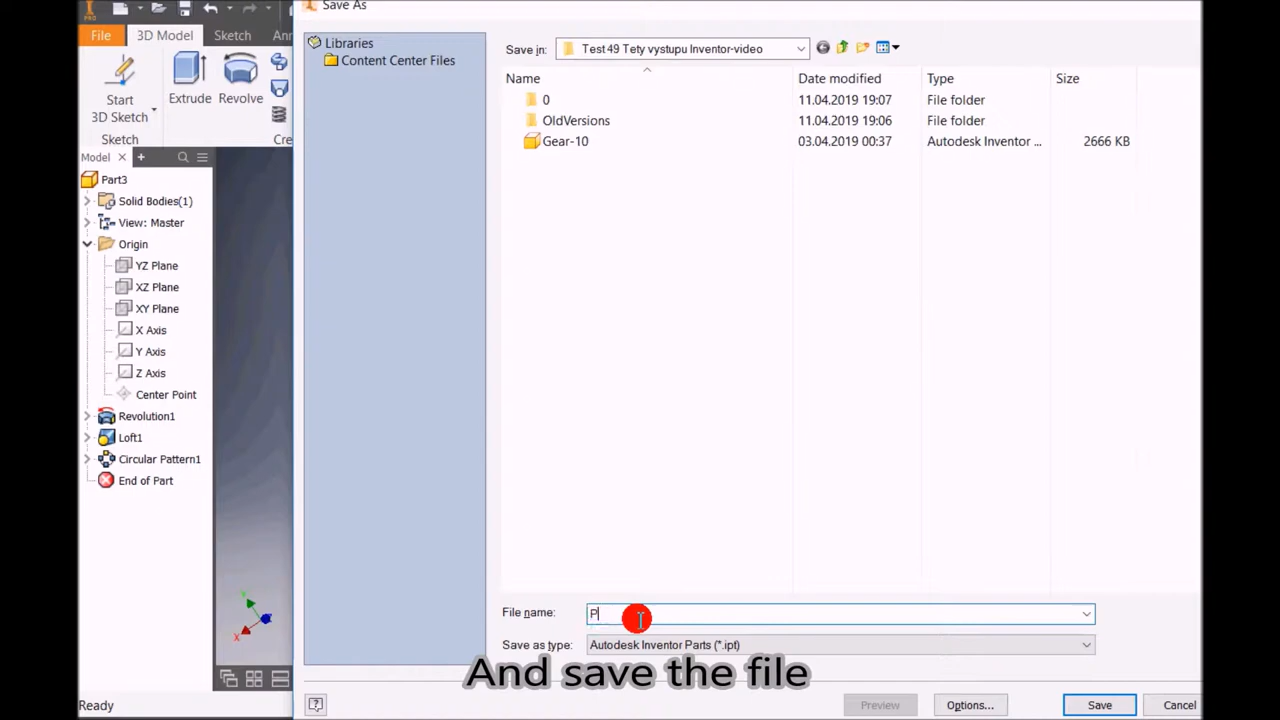 PRO
Save As
File
3D Model
Sketch
Start
3D Sketch
Extrude
Revolve
Sketch
Model
Part3
Solid Bodies(1)
View: Master
Origin
YZ Plane
XZ Plane
XY Plane
X Axis
Y Axis
Z Axis
Center Point
Revolution1
Loft1
Circular Pattern1
End of Part
Y
X
Ready
Libraries
Content Center Files
Save in: Test 49 Tety vystupu Inventor-video
Name Date modified Type Size
0 11.04.2019 19:07 File folder
OldVersions 11.04.2019 19:06 File folder
Gear-10 03.04.2019 00:37 Autodesk Inventor ... 2666 KB
File name: P
Save as type: Autodesk Inventor Parts (*.ipt)
And save the file
?
Preview Options... Save Cancel